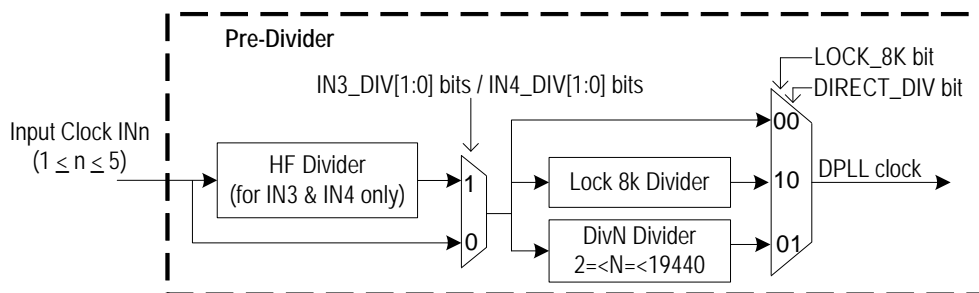 Pre-Divider
LOCK_8K bit
DIRECT_DIV bit
IN3_DIV[1:0] bits / IN4_DIV[1:0] bits
Input Clock INn
(1 ≤ n ≤ 5)
HF Divider
(for IN3 & IN4 only)
1
0
Lock 8k Divider
DivN Divider
2=<N=<19440
00
10
01
DPLL clock